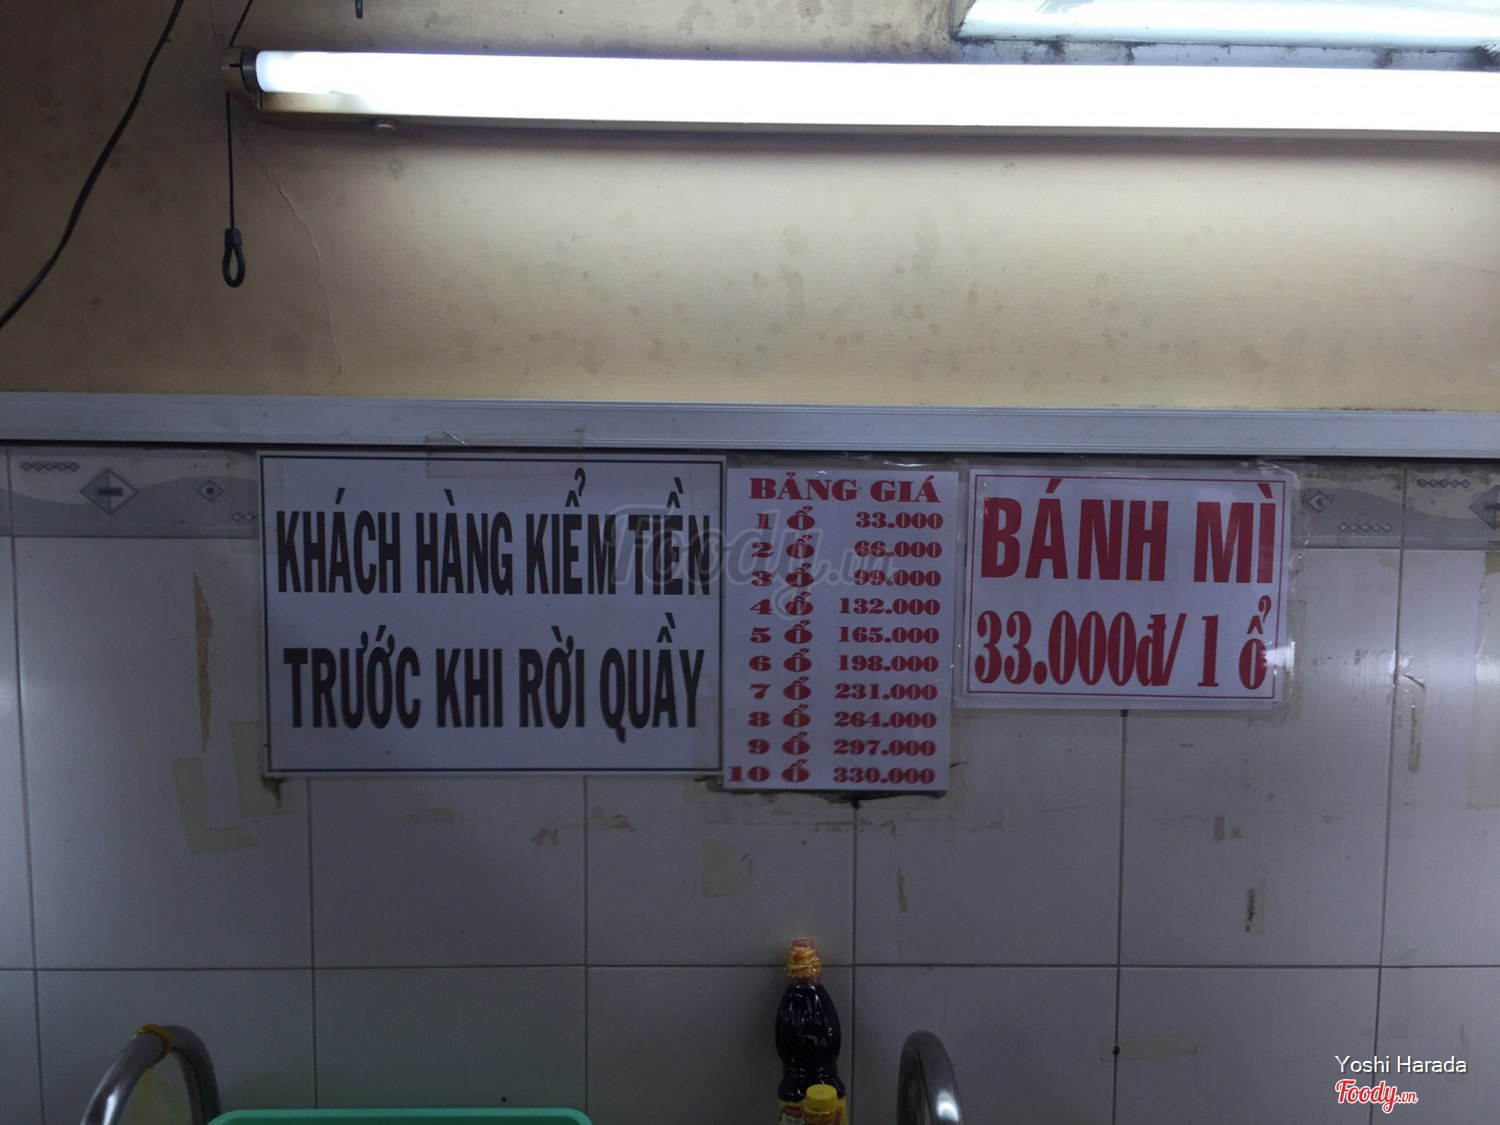 KHÁCH HÀNG KIỂM TIỀN
TRƯỚC KHI RỜI QUẦY
BẢNG GIÁ
1 Ổ 33.000
2 Ổ 66.000
3 Ổ 99.000
4 Ổ 132.000
5 Ổ 165.000
6 Ổ 198.000
7 Ổ 231.000
8 Ổ 264.000
9 Ổ 297.000
10 Ổ 330.000
BÁNH MÌ
33.000đ/ 1 ổ
Foody.vn
Yoshi Harada
Foody.vn